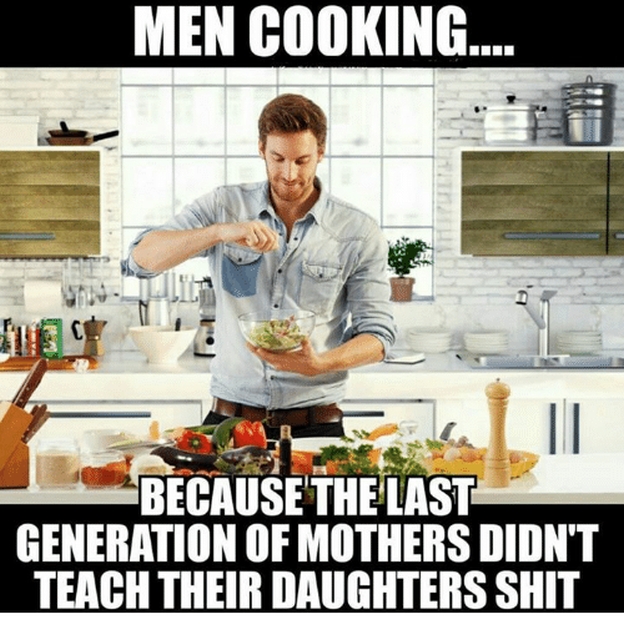 MEN COOKING....
BECAUSE THE LAST
GENERATION OF MOTHERS DIDN'T
TEACH THEIR DAUGHTERS SHIT